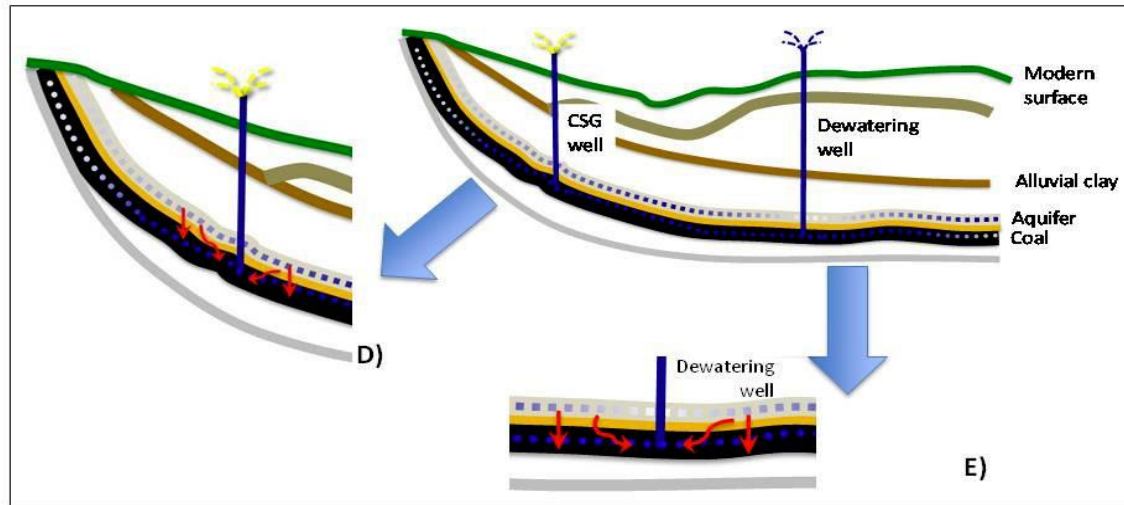 Modern
surface
CSG
well
Dewatering
well
Alluvial clay
Aquifer
Coal
D)
Dewatering
well
E)